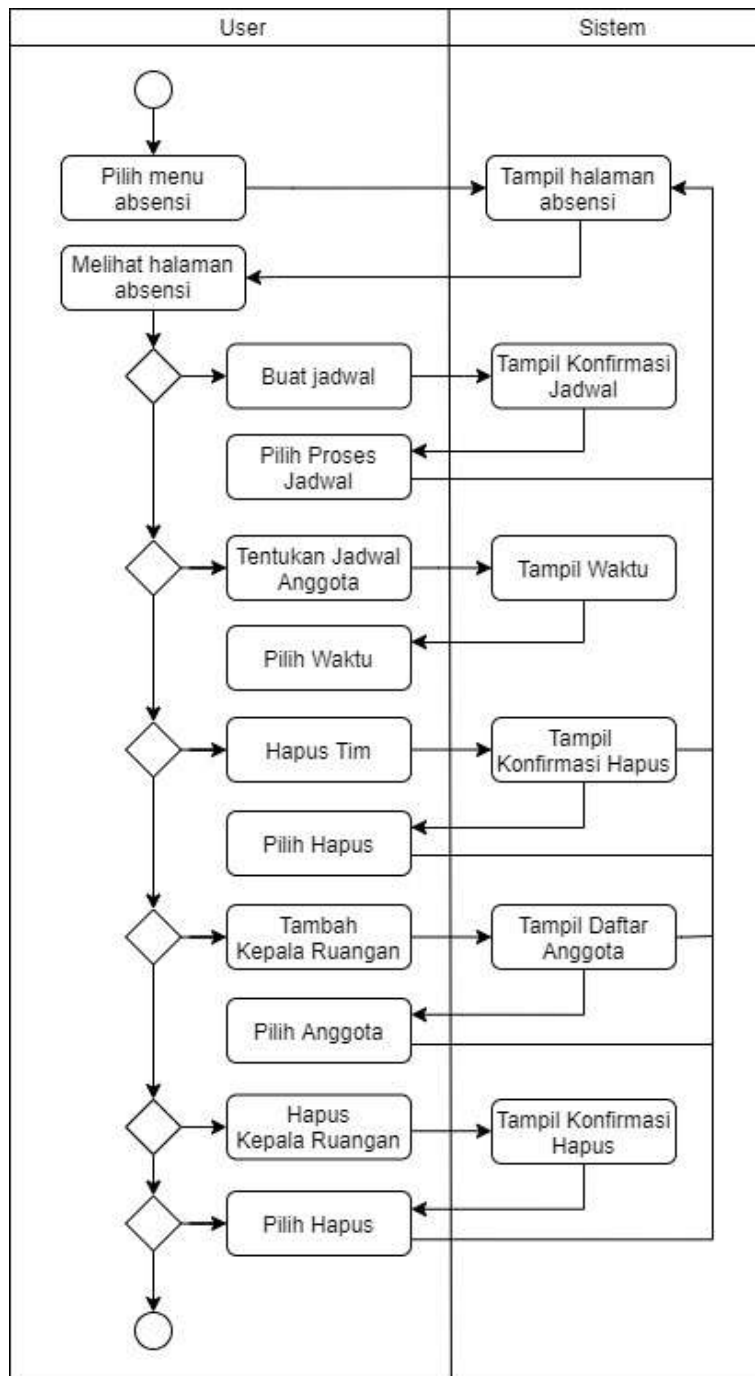 User
Sistem
Pilih menu
absensi
Tampil halaman
absensi
Melihat halaman
absensi
Buat jadwal
Tampil Konfirmasi
Jadwal
Pilih Proses
Jadwal
Tentukan Jadwal
Anggota
Tampil Waktu
Pilih Waktu
Hapus Tim
Tampil
Konfirmasi Hapus
Pilih Hapus
Tambah
Kepala Ruangan
Tampil Daftar
Anggota
Pilih Anggota
Hapus
Kepala Ruangan
Tampil Konfirmasi
Hapus
Pilih Hapus